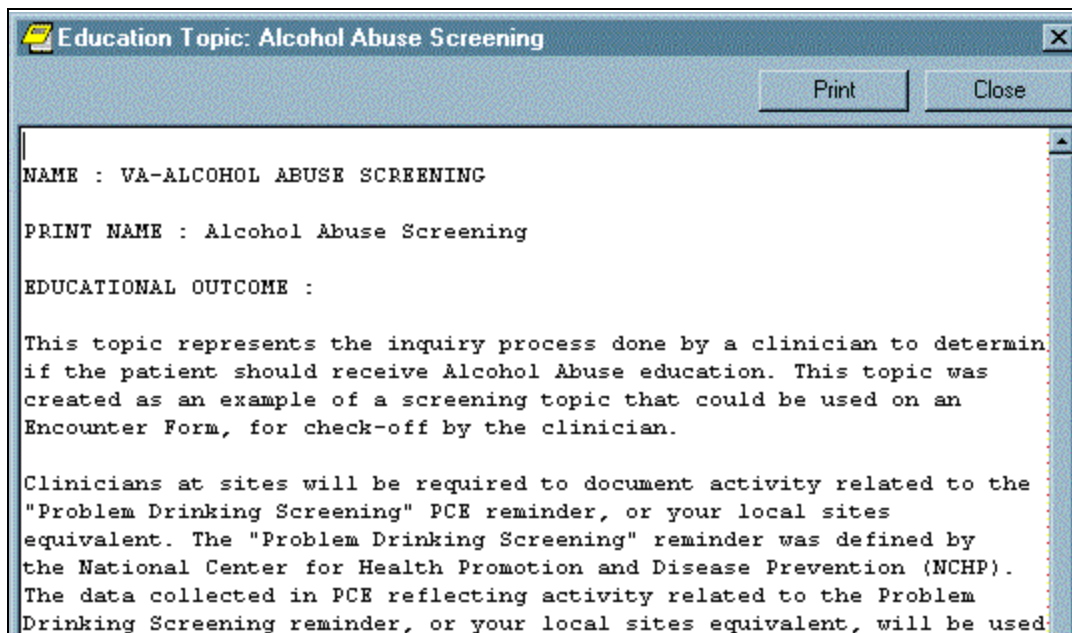 Education Topic: Alcohol Abuse Screening
Print
Close
NAME : VA-ALCOHOL ABUSE SCREENING
PRINT NAME : Alcohol Abuse Screening
EDUCATIONAL OUTCOME :
This topic represents the inquiry process done by a clinician to determin
if the patient should receive Alcohol Abuse education. This topic was
created as an example of a screening topic that could be used on an
Encounter Form, for check-off by the clinician.
Clinicians at sites will be required to document activity related to the
"Problem Drinking Screening" PCE reminder, or your local sites
equivalent. The "Problem Drinking Screening" reminder was defined by
the National Center for Health Promotion and Disease Prevention (NCHP).
The data collected in PCE reflecting activity related to the Problem
Drinking Screening reminder, or your local sites equivalent, will be used